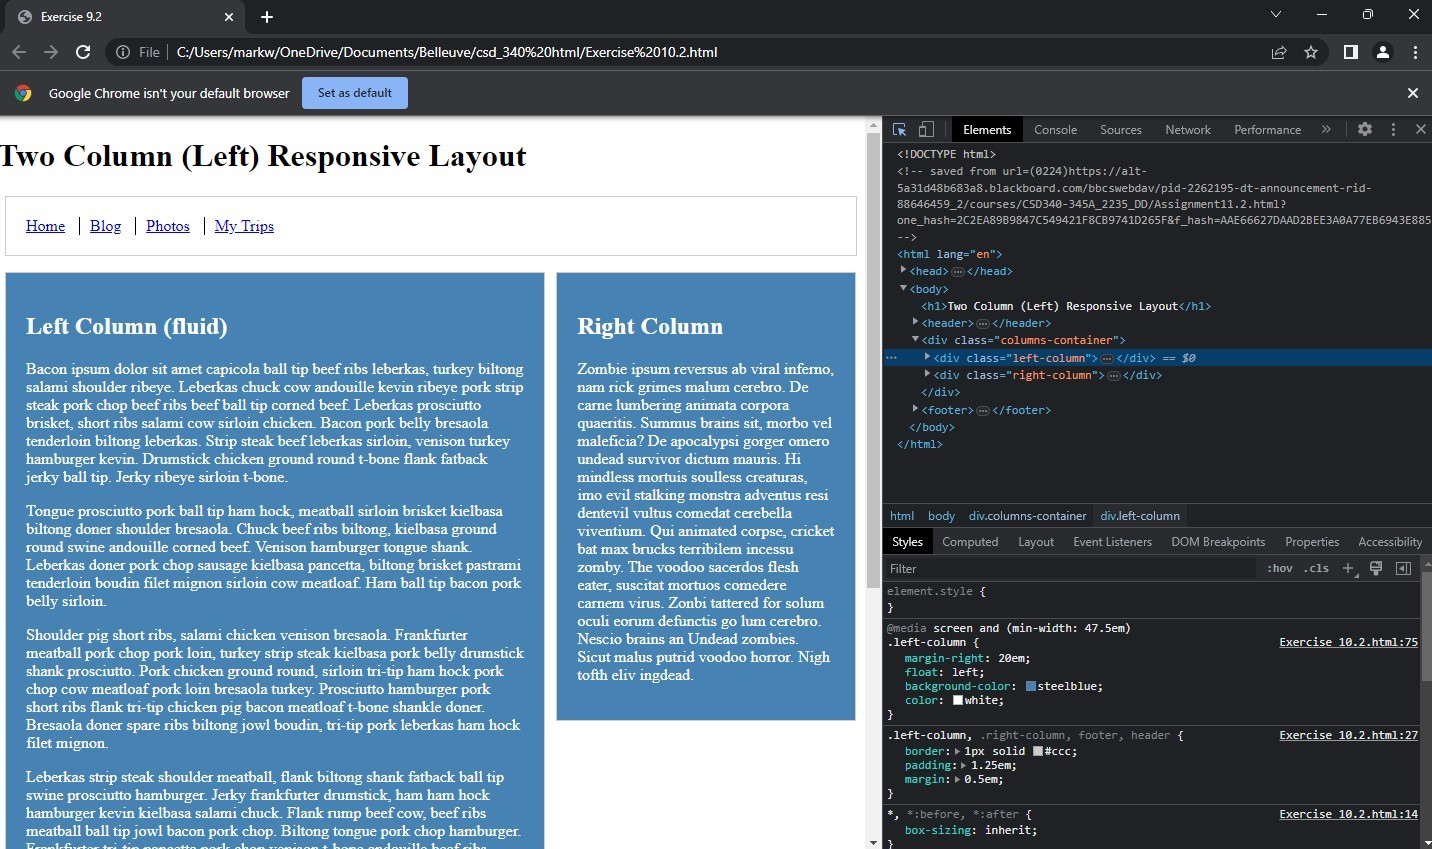 Exercise 9.2
File
C:/Users/markw/OneDrive/Documents/Belleuve/csd_340%20html/Exercise%2010.2.html
Google Chrome isn't your default browser
Set as default
Two Column (Left) Responsive Layout
Home
Blog
Photos
My Trips
Left Column (fluid)
Bacon ipsum dolor sit amet capicola ball tip beef ribs leberkas, turkey biltong
salami shoulder ribeye. Leberkas chuck cow andouille kevin ribeye pork strip
steak pork chop beef ribs beef ball tip corned beef. Leberkas prosciutto
brisket, short ribs salami cow sirloin chicken. Bacon pork belly bresaola
tenderloin biltong leberkas. Strip steak beef leberkas sirloin, venison turkey
hamburger kevin. Drumstick chicken ground round t-bone flank fatback
jerky ball tip. Jerky ribeye sirloin t-bone.
Tongue prosciutto pork ball tip ham hock, meatball sirloin brisket kielbasa
biltong doner shoulder bresaola. Chuck beef ribs biltong, kielbasa ground
round swine andouille corned beef. Venison hamburger tongue shank.
Leberkas doner pork chop sausage kielbasa pancetta, biltong brisket pastrami
tenderloin boudin filet mignon sirloin cow meatloaf. Ham ball tip bacon pork
belly sirloin.
Shoulder pig short ribs, salami chicken venison bresaola. Frankfurter
meatball pork chop pork loin, turkey strip steak kielbasa pork belly drumstick
shank prosciutto. Pork chicken ground round, sirloin tri-tip ham hock pork
chop cow meatloaf pork loin bresaola turkey. Prosciutto hamburger pork
short ribs flank tri-tip chicken pig bacon meatloaf t-bone shankle doner.
Bresaola doner spare ribs biltong jowl boudin, tri-tip pork leberkas ham hock
filet mignon.
Leberkas strip steak shoulder meatball, flank biltong shank fatback ball tip
swine prosciutto hamburger. Jerky frankfurter drumstick, ham ham hock
hamburger kevin kielbasa salami chuck. Flank rump beef cow, beef ribs
meatball ball tip jowl bacon pork chop. Biltong tongue pork chop hamburger.
Frankfurter tri-tip pancetta pork chop venison t-bone andouille beef ribs
Right Column
Zombie ipsum reversus ab viral inferno,
nam rick grimes malum cerebro. De
carne lumbering animata corpora
quaeritis. Summus brains sit, morbo vel
maleficia? De apocalypsi gorger omero
undead survivor dictum mauris. Hi
mindless mortuis soulless creaturas,
imo evil stalking monstra adventus resi
dentevil vultus comedat cerebella
viventium. Qui animated corpse, cricket
bat max brucks terribilem incessu
zomby. The voodoo sacerdos flesh
eater, suscitat mortuos comedere
carnem virus. Zonbi tattered for solum
oculi eorum defunctis go lum cerebro.
Nescio brains an Undead zombies.
Sicut malus putrid voodoo horror. Nigh
tofth eliv ingdead.
Elements
Console
Sources
Network
Performance
»
<!DOCTYPE html>
<!-- saved from url=(0224)https://alt-
5a31d48b683a8.blackboard.com/bbcswebdav/pid-2262195-dt-announcement-rid-
88646459_2/courses/CSD340-345A_2235_DD/Assignment11.2.html?
one_hash=2C2EA89B9847C549421F8CB9741D265F&f_hash=AAE66627DAAD2BEE3A0A77EB6943E885
-->
<html lang="en">
<head>…</head>
<body>
<h1>Two Column (Left) Responsive Layout</h1>
<header>…</header>
<div class="columns-container">
<div class="left-column">…</div> == $0
<div class="right-column">…</div>
</div>
<footer>…</footer>
</body>
</html>
html body div.columns-container div.left-column
Styles
Computed
Layout
Event Listeners
DOM Breakpoints
Properties
Accessibility
Filter
:hov
.cls
element.style {
}
@media screen and (min-width: 47.5em)
.left-column {
Exercise 10.2.html:75
margin-right: 20em;
float: left;
background-color: steelblue;
color: white;
}
.left-column, .right-column, footer, header {
Exercise 10.2.html:27
border: 1px solid #ccc;
padding: 1.25em;
margin: 0.5em;
}
*, *:before, *:after {
Exercise 10.2.html:14
box-sizing: inherit;
}